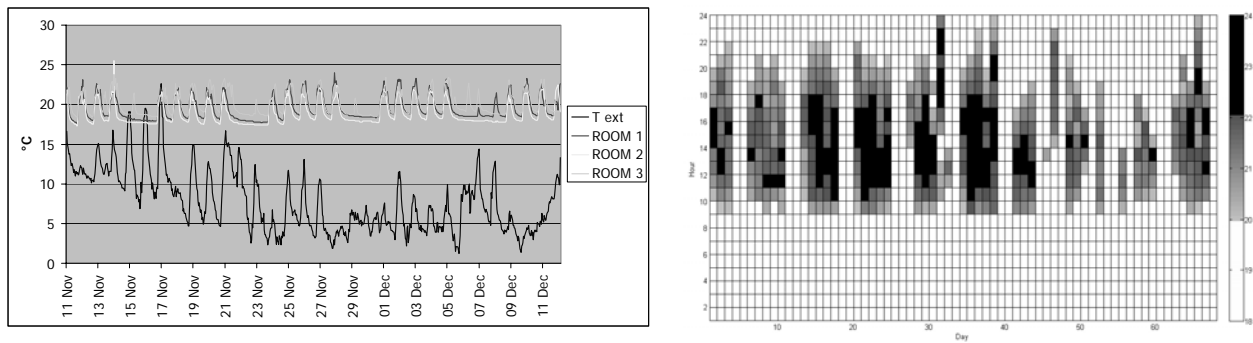 30
25
20
15
10
5
0
°C
11 Nov
13 Nov
15 Nov
17 Nov
19 Nov
21 Nov
23 Nov
25 Nov
27 Nov
29 Nov
01 Dec
03 Dec
05 Dec
07 Dec
09 Dec
11 Dec
T ext
ROOM 1
ROOM 2
ROOM 3
24
22
20
18
16
14
12
10
8
6
4
2
Hour
10
20
30
40
50
60
Day
24
23
22
21
20
19
18